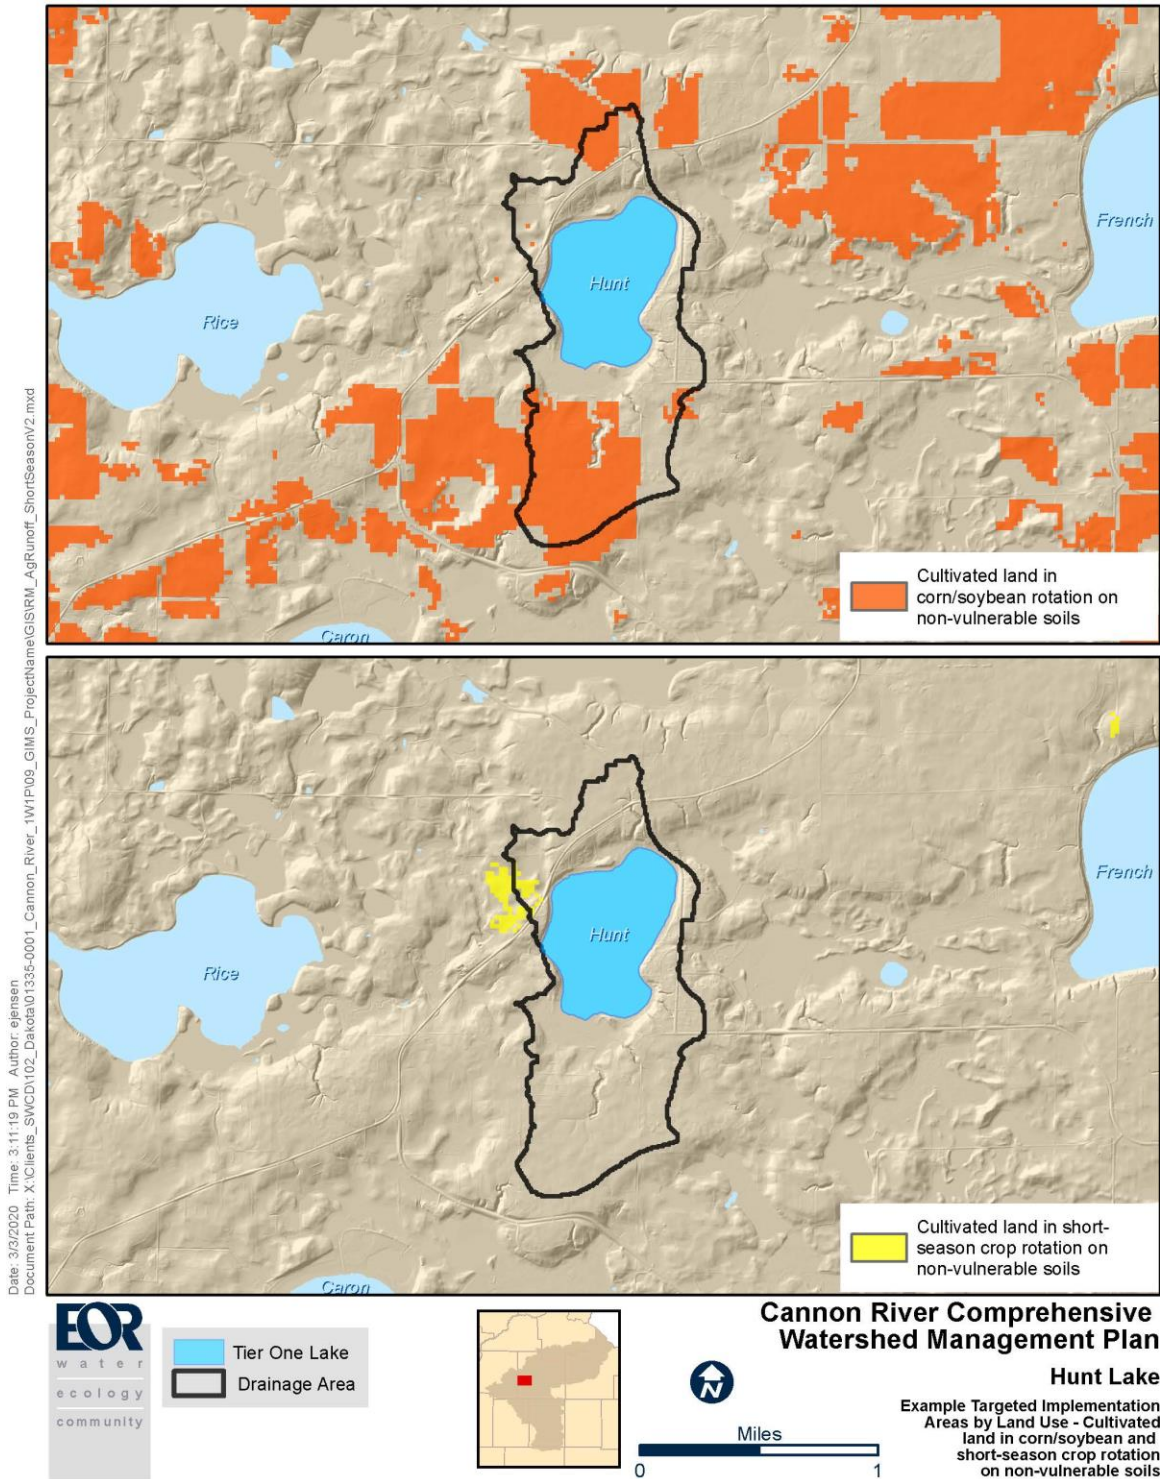 Hunt
French
Rice
Caron
Cultivated land in
corn/soybean rotation on
non-vulnerable soils
Hunt
French
Rice
Caron
Cultivated land in short-
season crop rotation on
non-vulnerable soils
Date: 3/3/2020 Time: 3:11:19 PM Author: ejensen
Document Path: X:\Clients_SWCD\102_Dakota\01335-0001_Cannon_River_1W1P\09_GIMS_ProjectName\GIS\RM_AgRunoff_ShortSeasonV2.mxd
EOR
water
ecology
community
Tier One Lake
Drainage Area
N
Miles
0 1
Cannon River Comprehensive
Watershed Management Plan
Hunt Lake
Example Targeted Implementation
Areas by Land Use - Cultivated
land in corn/soybean and
short-season crop rotation
on non-vulnerable soils